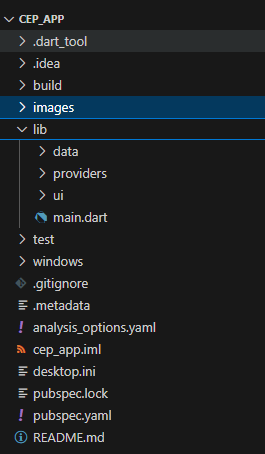 CEP_APP
.dart_tool
.idea
build
images
lib
data
providers
ui
main.dart
test
windows
.gitignore
.metadata
analysis_options.yaml
cep_app.iml
desktop.ini
pubspec.lock
pubspec.yaml
README.md